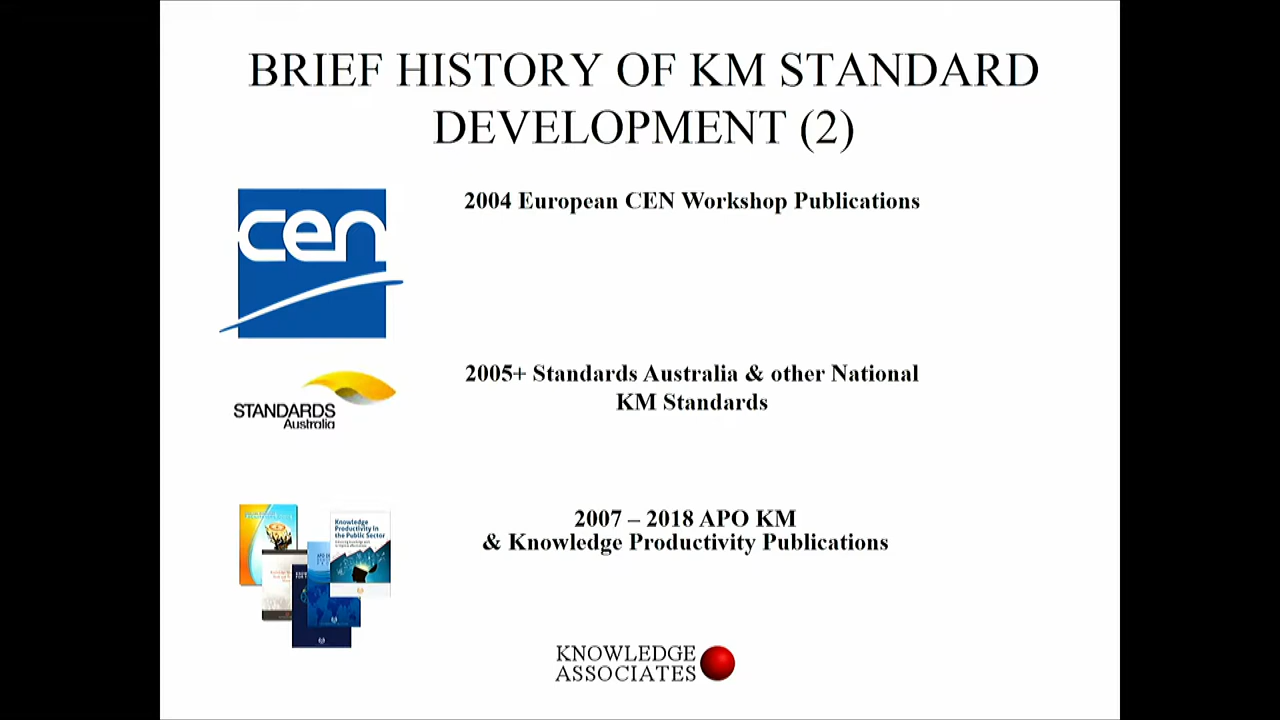 BRIEF HISTORY OF KM STANDARD
DEVELOPMENT (2)
cen
2004 European CEN Workshop Publications
STANDARDS
Australia
2005+ Standards Australia & other National
KM Standards
Knowledge
Productivity in
the Public Sector
2007 – 2018 APO KM
& Knowledge Productivity Publications
KNOWLEDGE
ASSOCIATES